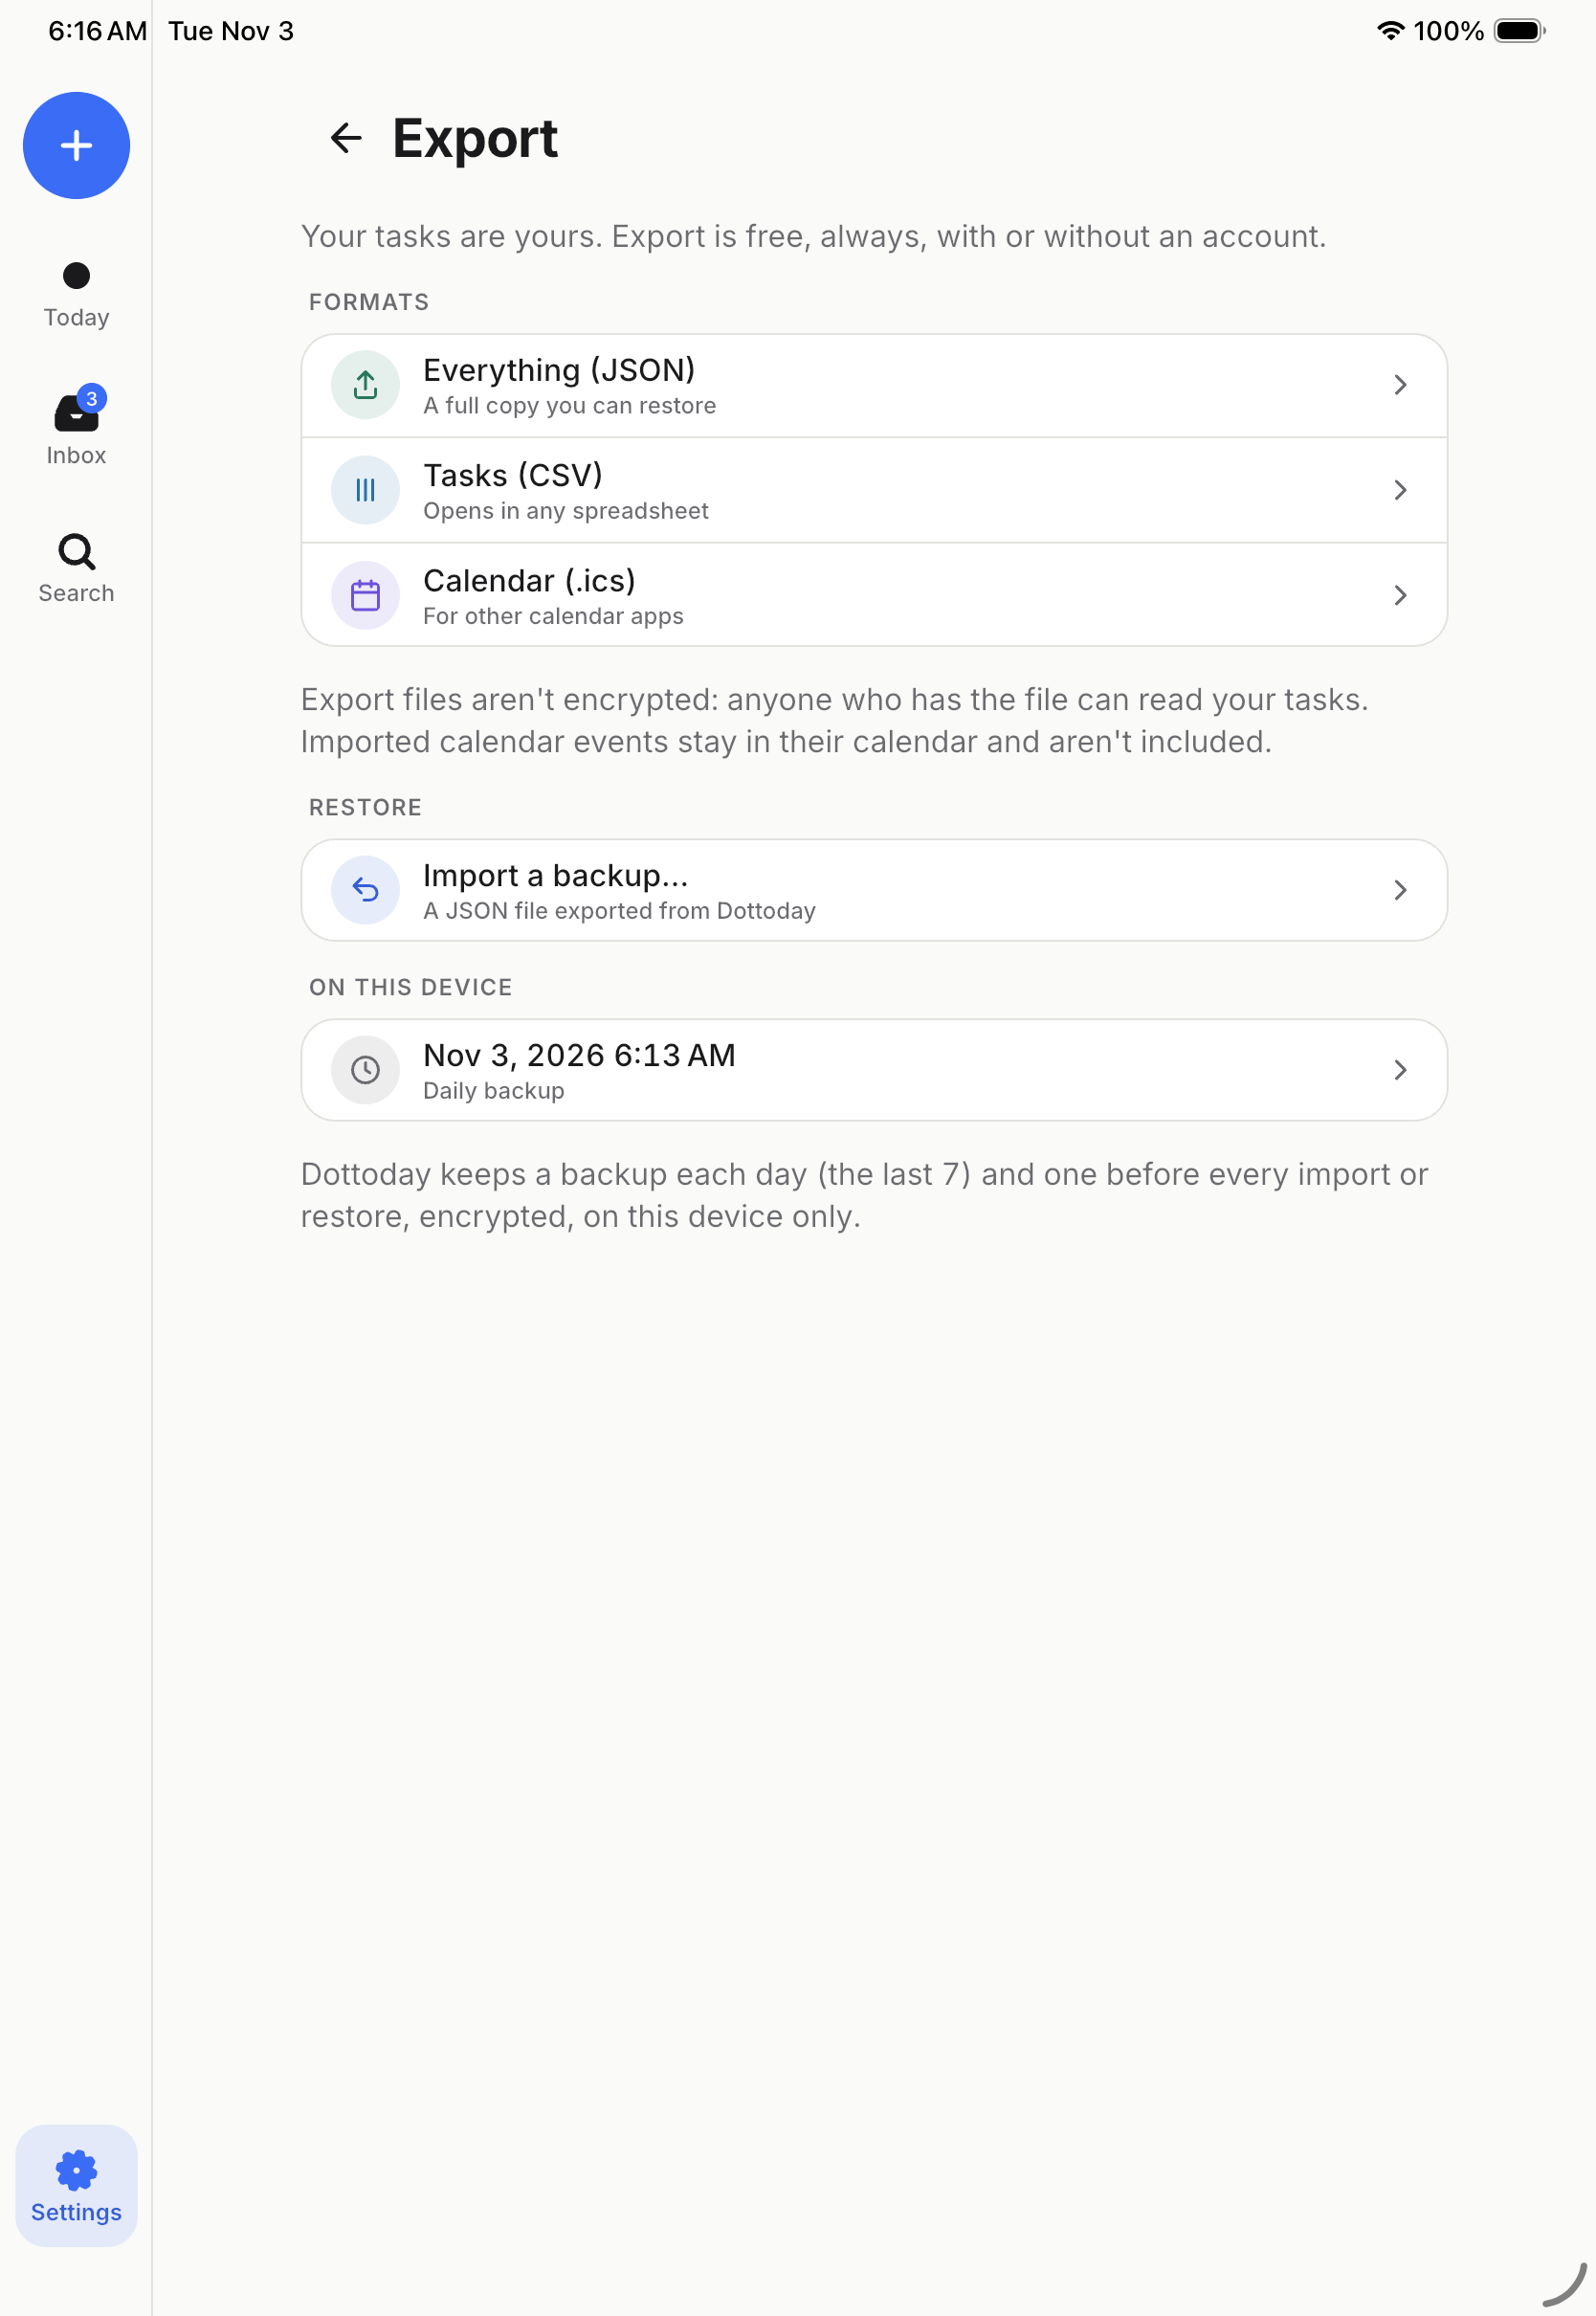 6:16 AM Tue Nov 3
100%
Export
Your tasks are yours. Export is free, always, with or without an account.
Today
FORMATS
3
Inbox
Everything (JSON)
A full copy you can restore
Tasks (CSV)
Opens in any spreadsheet
Search
Calendar (.ics)
For other calendar apps
Export files aren't encrypted: anyone who has the file can read your tasks.
Imported calendar events stay in their calendar and aren't included.
RESTORE
Import a backup...
A JSON file exported from Dottoday
ON THIS DEVICE
Nov 3, 2026 6:13 AM
Daily backup
Dottoday keeps a backup each day (the last 7) and one before every import or
restore, encrypted, on this device only.
Settings